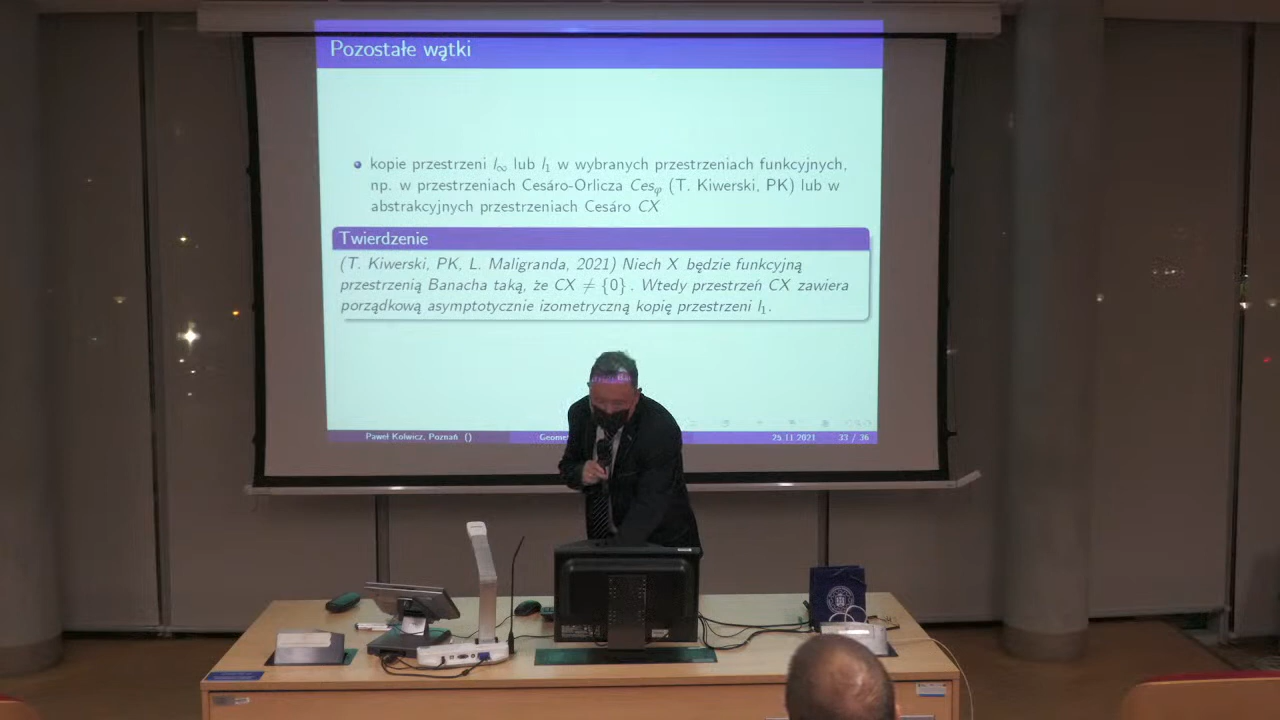 Pozostałe wątki
kopie przestrzeni l∞ lub l₁ w wybranych przestrzeniach funkcyjnych,
np. w przestrzeniach Cesáro-Orlicza Cesφ (T. Kiwerski, PK) lub w
abstrakcyjnych przestrzeniach Cesáro CX
Twierdzenie
(T. Kiwerski, PK, L. Maligranda, 2021) Niech X będzie funkcyjną
przestrzenią Banacha taką, że CX ≠ {0}. Wtedy przestrzeń CX zawiera
porządkową asymptotycznie izometryczną kopię przestrzeni l₁.
Paweł Kolwicz, Poznań () Geomet 25.11.2021 33 / 36